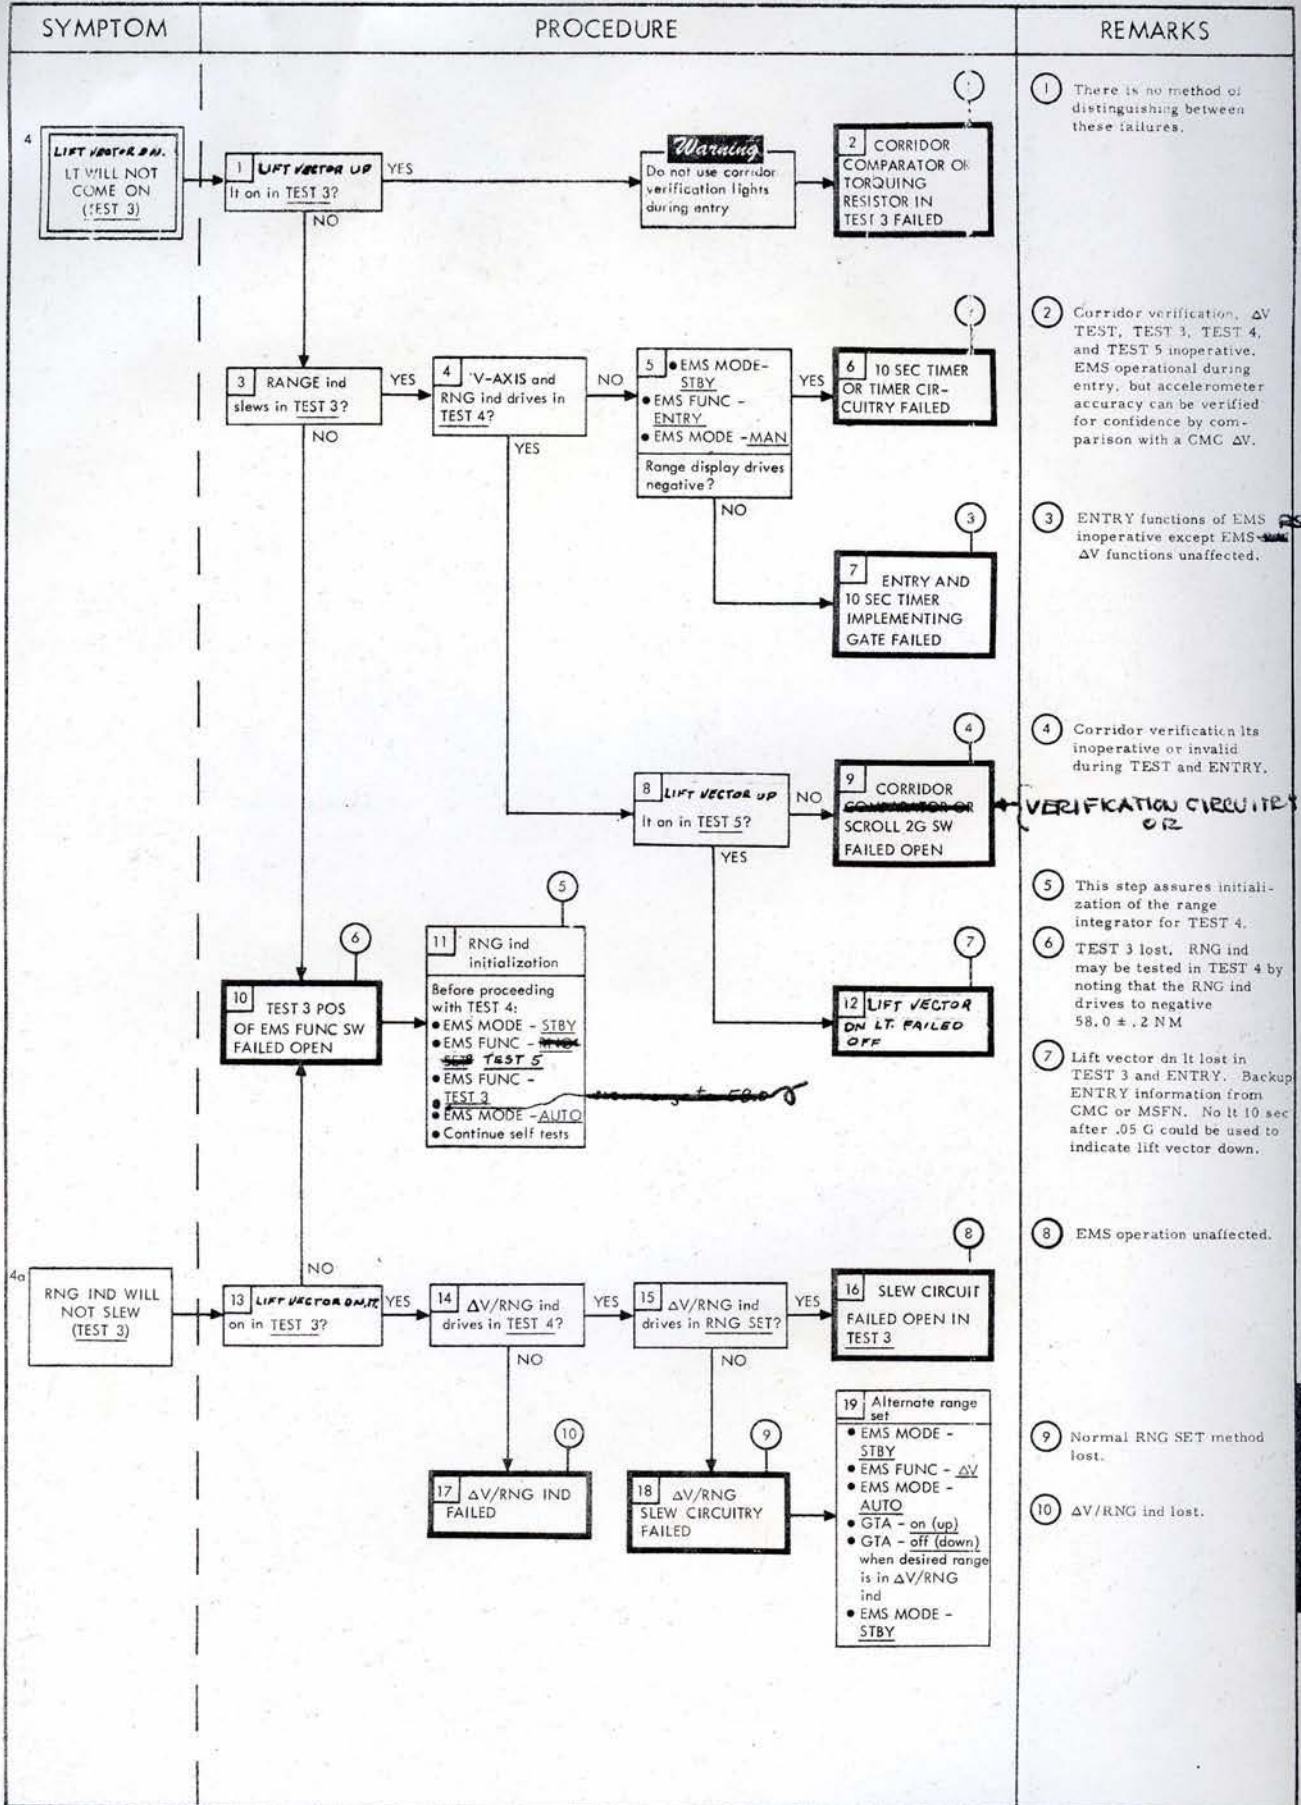 SYMPTOM
PROCEDURE
REMARKS
4
LIFT VECTOR DN.
LT WILL NOT
COME ON
(TEST 3)
1 LIFT VECTOR UP
lt on in TEST 3?
YES
NO
Warning
Do not use corridor
verification lights
during entry
2 CORRIDOR
COMPARATOR OR
TORQUING
RESISTOR IN
TEST 3 FAILED
1 There is no method of
distinguishing between
these failures.
3 RANGE ind
slews in TEST 3?
YES
NO
4 V-AXIS and
RNG ind drives in
TEST 4?
NO
YES
5 • EMS MODE-
STBY
• EMS FUNC -
ENTRY
• EMS MODE - MAN
Range display drives
negative?
YES
NO
6 10 SEC TIMER
OR TIMER CIR-
CUITRY FAILED
2 Corridor verification, ΔV
TEST, TEST 3, TEST 4,
and TEST 5 inoperative.
EMS operational during
entry, but accelerometer
accuracy can be verified
for confidence by com-
parison with a CMC ΔV.
3
7 ENTRY AND
10 SEC TIMER
IMPLEMENTING
GATE FAILED
3 ENTRY functions of EMS
inoperative except EMS
ΔV functions unaffected.
4
8 LIFT VECTOR UP
lt on in TEST 5?
NO
YES
9 CORRIDOR
COMPARATOR OR
SCROLL 2G SW
FAILED OPEN
VERIFICATION CIRCUITRY
OR
4 Corridor verification lts
inoperative or invalid
during TEST and ENTRY.
5
6
7
10 TEST 3 POS
OF EMS FUNC SW
FAILED OPEN
11 RNG ind
initialization
Before proceeding
with TEST 4:
• EMS MODE - STBY
• EMS FUNC - RNG
SET TEST 5
• EMS FUNC -
TEST 3
• EMS MODE - AUTO
• Continue self tests
58.0
12 LIFT VECTOR
DN LT. FAILED
OFF
5 This step assures initiali-
zation of the range
integrator for TEST 4.
6 TEST 3 lost. RNG ind
may be tested in TEST 4 by
noting that the RNG ind
drives to negative
58.0 ± .2 NM
7 Lift vector dn lt lost in
TEST 3 and ENTRY. Backup
ENTRY information from
CMC or MSFN. No lt 10 sec
after .05 G could be used to
indicate lift vector down.
4a
RNG IND WILL
NOT SLEW
(TEST 3)
NO
13 LIFT VECTOR DN. LT.
on in TEST 3?
YES
14 ΔV/RNG ind
drives in TEST 4?
YES
NO
15 ΔV/RNG ind
drives in RNG SET?
YES
NO
8
16 SLEW CIRCUIT
FAILED OPEN IN
TEST 3
8 EMS operation unaffected.
10
17 ΔV/RNG IND
FAILED
9
18 ΔV/RNG
SLEW CIRCUITRY
FAILED
19 Alternate range
set
• EMS MODE -
STBY
• EMS FUNC - ΔV
• EMS MODE -
AUTO
• GTA - on (up)
• GTA - off (down)
when desired range
is in ΔV/RNG
ind
• EMS MODE -
STBY
9 Normal RNG SET method
lost.
10 ΔV/RNG ind lost.